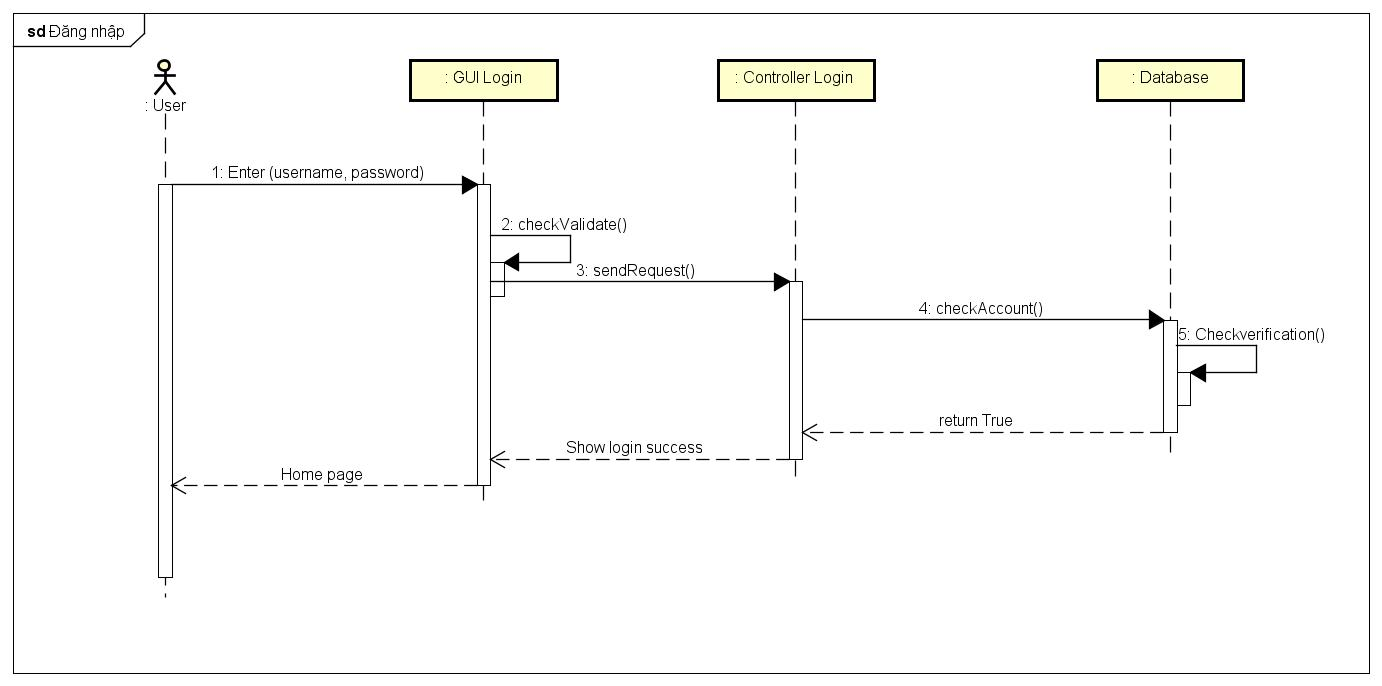 sd Đăng nhập
: User
: GUI Login
: Controller Login
: Database
1: Enter (username, password)
2: checkValidate()
3: sendRequest()
4: checkAccount()
5: Checkverification()
return True
Show login success
Home page